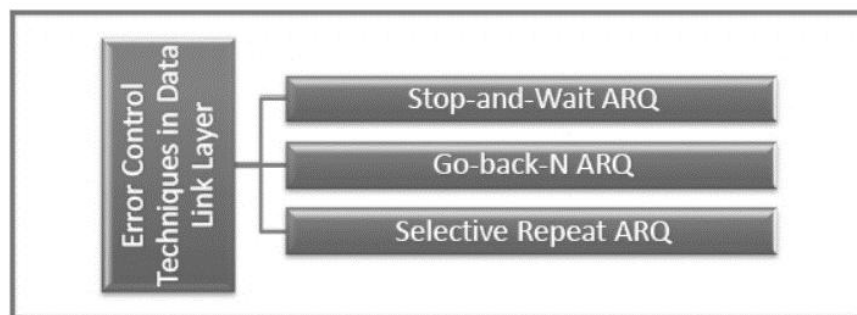 Error Control
Techniques in Data
Link Layer
Stop-and-Wait ARQ
Go-back-N ARQ
Selective Repeat ARQ